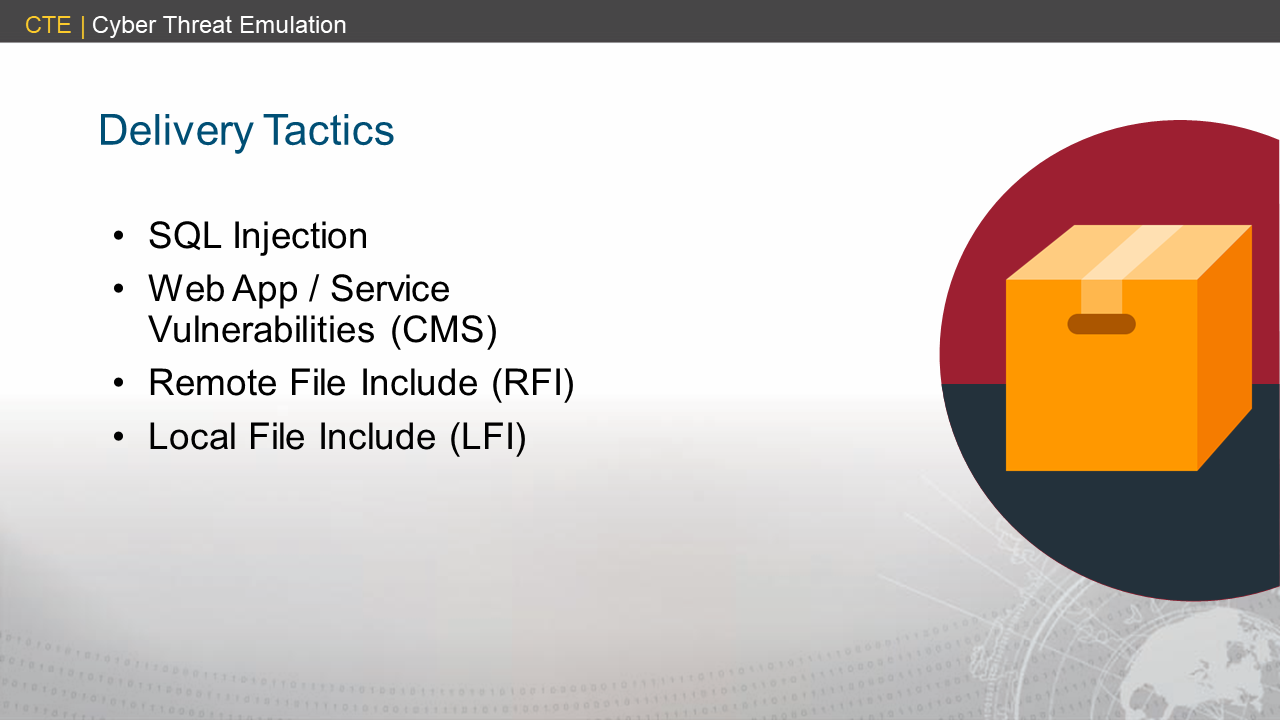 CTE | Cyber Threat Emulation
Delivery Tactics
• SQL Injection
• Web App / Service
Vulnerabilities (CMS)
• Remote File Include (RFI)
• Local File Include (LFI)